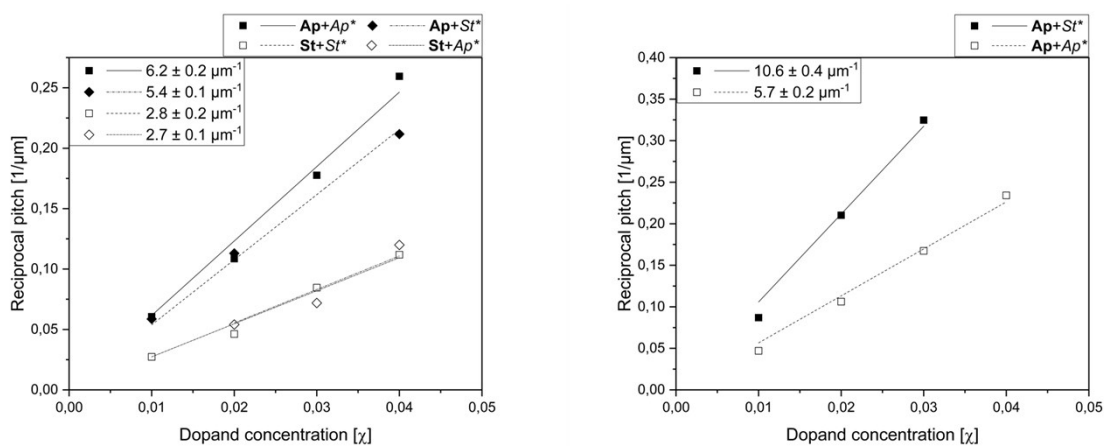 Ap+Ap* Ap+St*
St+St* St+Ap*
6.2 ± 0.2 µm⁻¹
5.4 ± 0.1 µm⁻¹
2.8 ± 0.2 µm⁻¹
2.7 ± 0.1 µm⁻¹
0,25
0,20
0,15
0,10
0,05
0,00
Reciprocal pitch [1/µm]
0,00 0,01 0,02 0,03 0,04 0,05
Dopand concentration [χ]
Ap+St*
Ap+Ap*
10.6 ± 0.4 µm⁻¹
5.7 ± 0.2 µm⁻¹
0,40
0,35
0,30
0,25
0,20
0,15
0,10
0,05
0,00
Reciprocal pitch [1/µm]
0,00 0,01 0,02 0,03 0,04 0,05
Dopand concentration [χ]